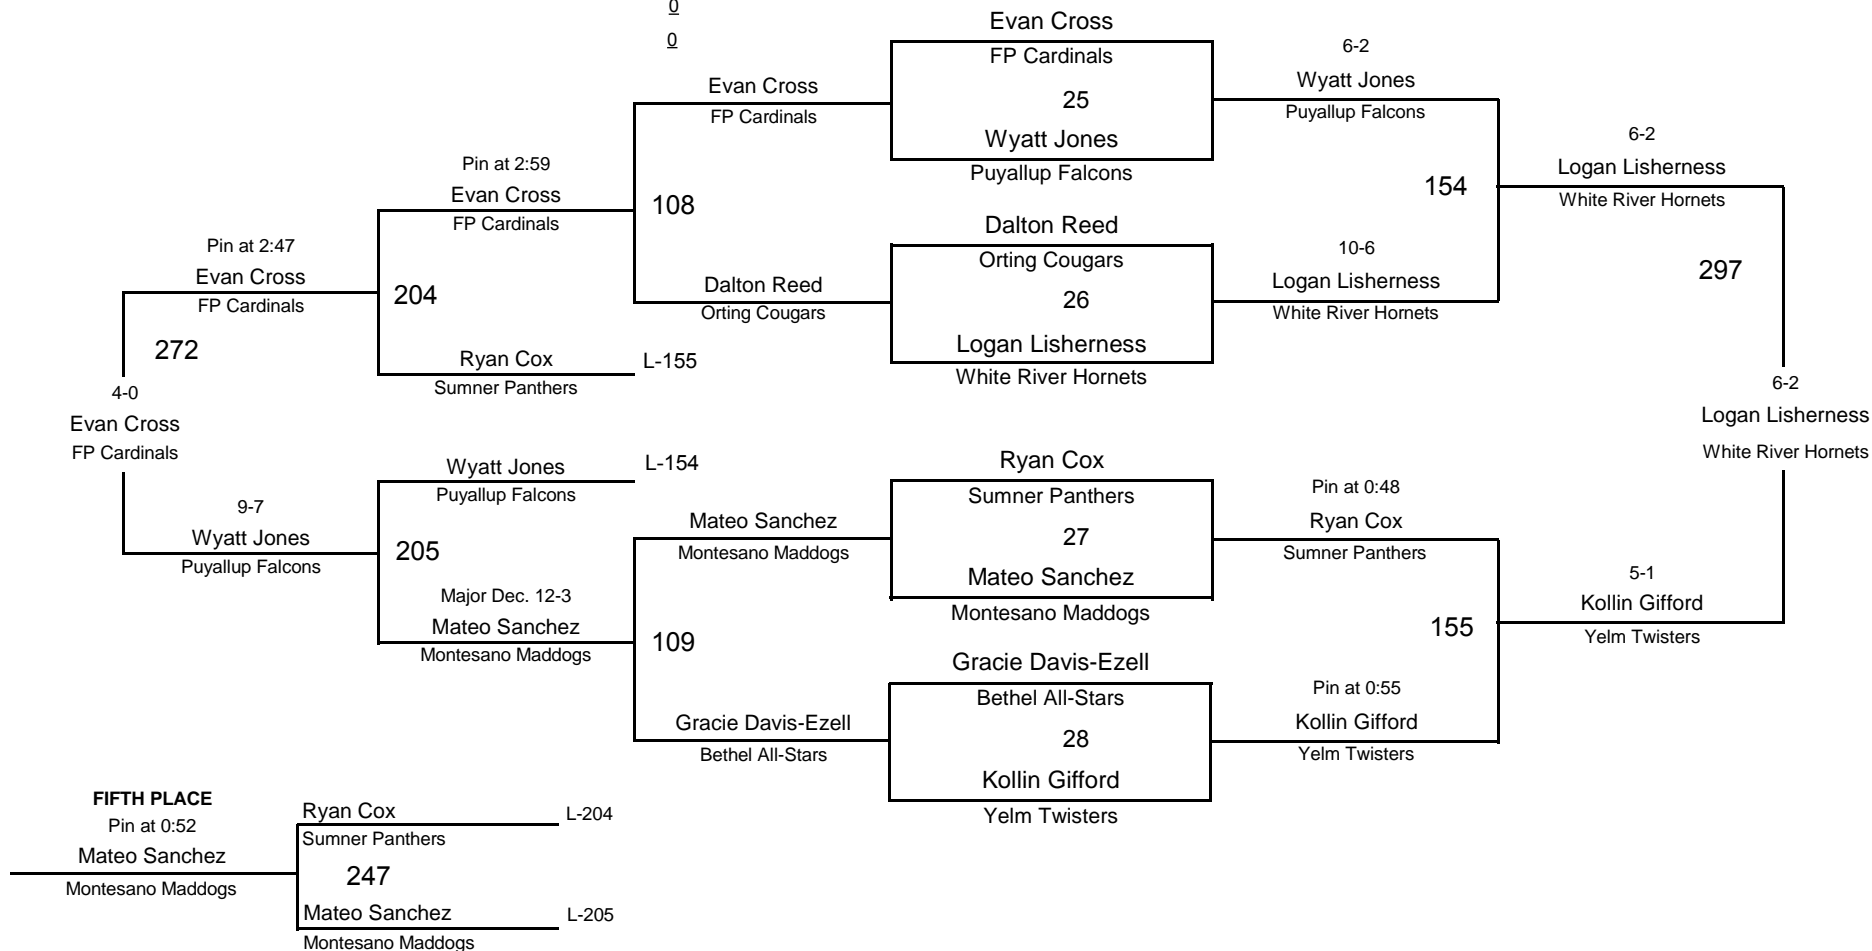 0
0
Evan Cross
FP Cardinals
25
Wyatt Jones
Puyallup Falcons
6-2
Wyatt Jones
Puyallup Falcons
Evan Cross
FP Cardinals
108
Dalton Reed
Orting Cougars
Dalton Reed
Orting Cougars
26
Logan Lisherness
White River Hornets
10-6
Logan Lisherness
White River Hornets
154
6-2
Logan Lisherness
White River Hornets
297
6-2
Logan Lisherness
White River Hornets
Pin at 2:59
Evan Cross
FP Cardinals
204
Ryan Cox
Sumner Panthers
L-155
Pin at 2:47
Evan Cross
FP Cardinals
272
4-0
Evan Cross
FP Cardinals
9-7
Wyatt Jones
Puyallup Falcons
Wyatt Jones
Puyallup Falcons
L-154
205
Major Dec. 12-3
Mateo Sanchez
Montesano Maddogs
Mateo Sanchez
Montesano Maddogs
109
Gracie Davis-Ezell
Bethel All-Stars
Ryan Cox
Sumner Panthers
27
Mateo Sanchez
Montesano Maddogs
Pin at 0:48
Ryan Cox
Sumner Panthers
Gracie Davis-Ezell
Bethel All-Stars
28
Kollin Gifford
Yelm Twisters
Pin at 0:55
Kollin Gifford
Yelm Twisters
155
5-1
Kollin Gifford
Yelm Twisters
FIFTH PLACE
Pin at 0:52
Mateo Sanchez
Montesano Maddogs
Ryan Cox
Sumner Panthers
L-204
247
Mateo Sanchez
Montesano Maddogs
L-205